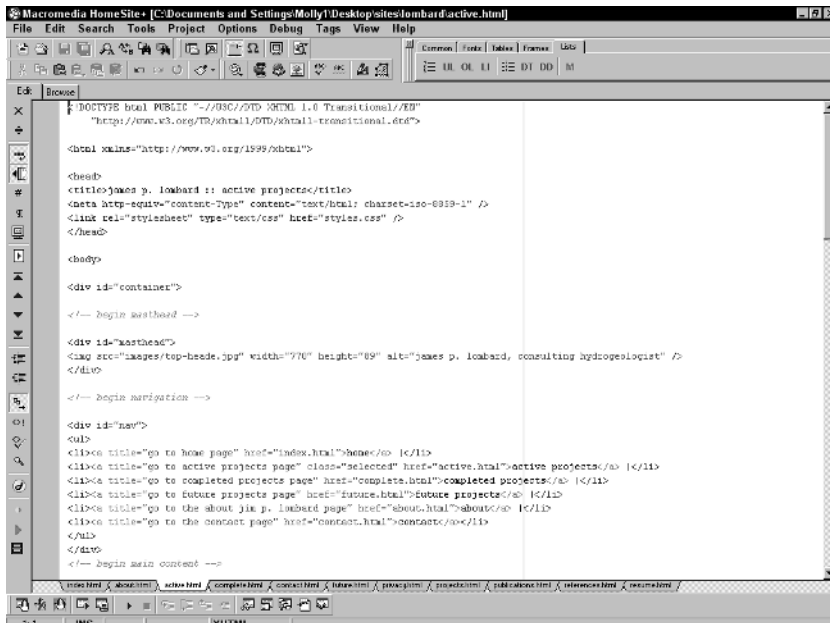 Macromedia HomeSite+ [C:\Documents and Settings\Molly1\Desktop\sites\lombard\active.html]
File Edit Search Tools Project Options Debug Tags View Help
Common Fonts Tables Frames Lists
UL OL LI DT DD M
Edit Browse
<!DOCTYPE html PUBLIC "-//W3C//DTD XHTML 1.0 Transitional//EN"
"http://www.w3.org/TR/xhtml1/DTD/xhtml1-transitional.dtd">
<html xmlns="http://www.w3.org/1999/xhtml">
<head>
<title>james p. lombard :: active projects</title>
<meta http-equiv="content-Type" content="text/html; charset=iso-8859-1" />
<link rel="stylesheet" type="text/css" href="styles.css" />
</head>
<body>
<div id="container">
<!-- begin masthead -->
<div id="masthead">
<img src="images/top-heade.jpg" width="770" height="89" alt="james p. lombard, consulting hydrogeologist" />
</div>
<!-- begin navigation -->
<div id="nav">
<ul>
<li><a title="go to home page" href="index.html">home</a> |</li>
<li><a title="go to active projects page" class="selected" href="active.html">active projects</a> |</li>
<li><a title="go to completed projects page" href="complete.html">completed projects</a> |</li>
<li><a title="go to future projects page" href="future.html">future projects</a> |</li>
<li><a title="go to the about jim p. lombard page" href="about.html">about</a> |</li>
<li><a title="go to the contact page" href="contact.html">contact</a></li>
</ul>
</div>
<!-- begin main content -->
index.html about.html active.html complete.html contact.html future.html privacy.html projects.html publications.html references.html resume.html
1:1 INS XHTML